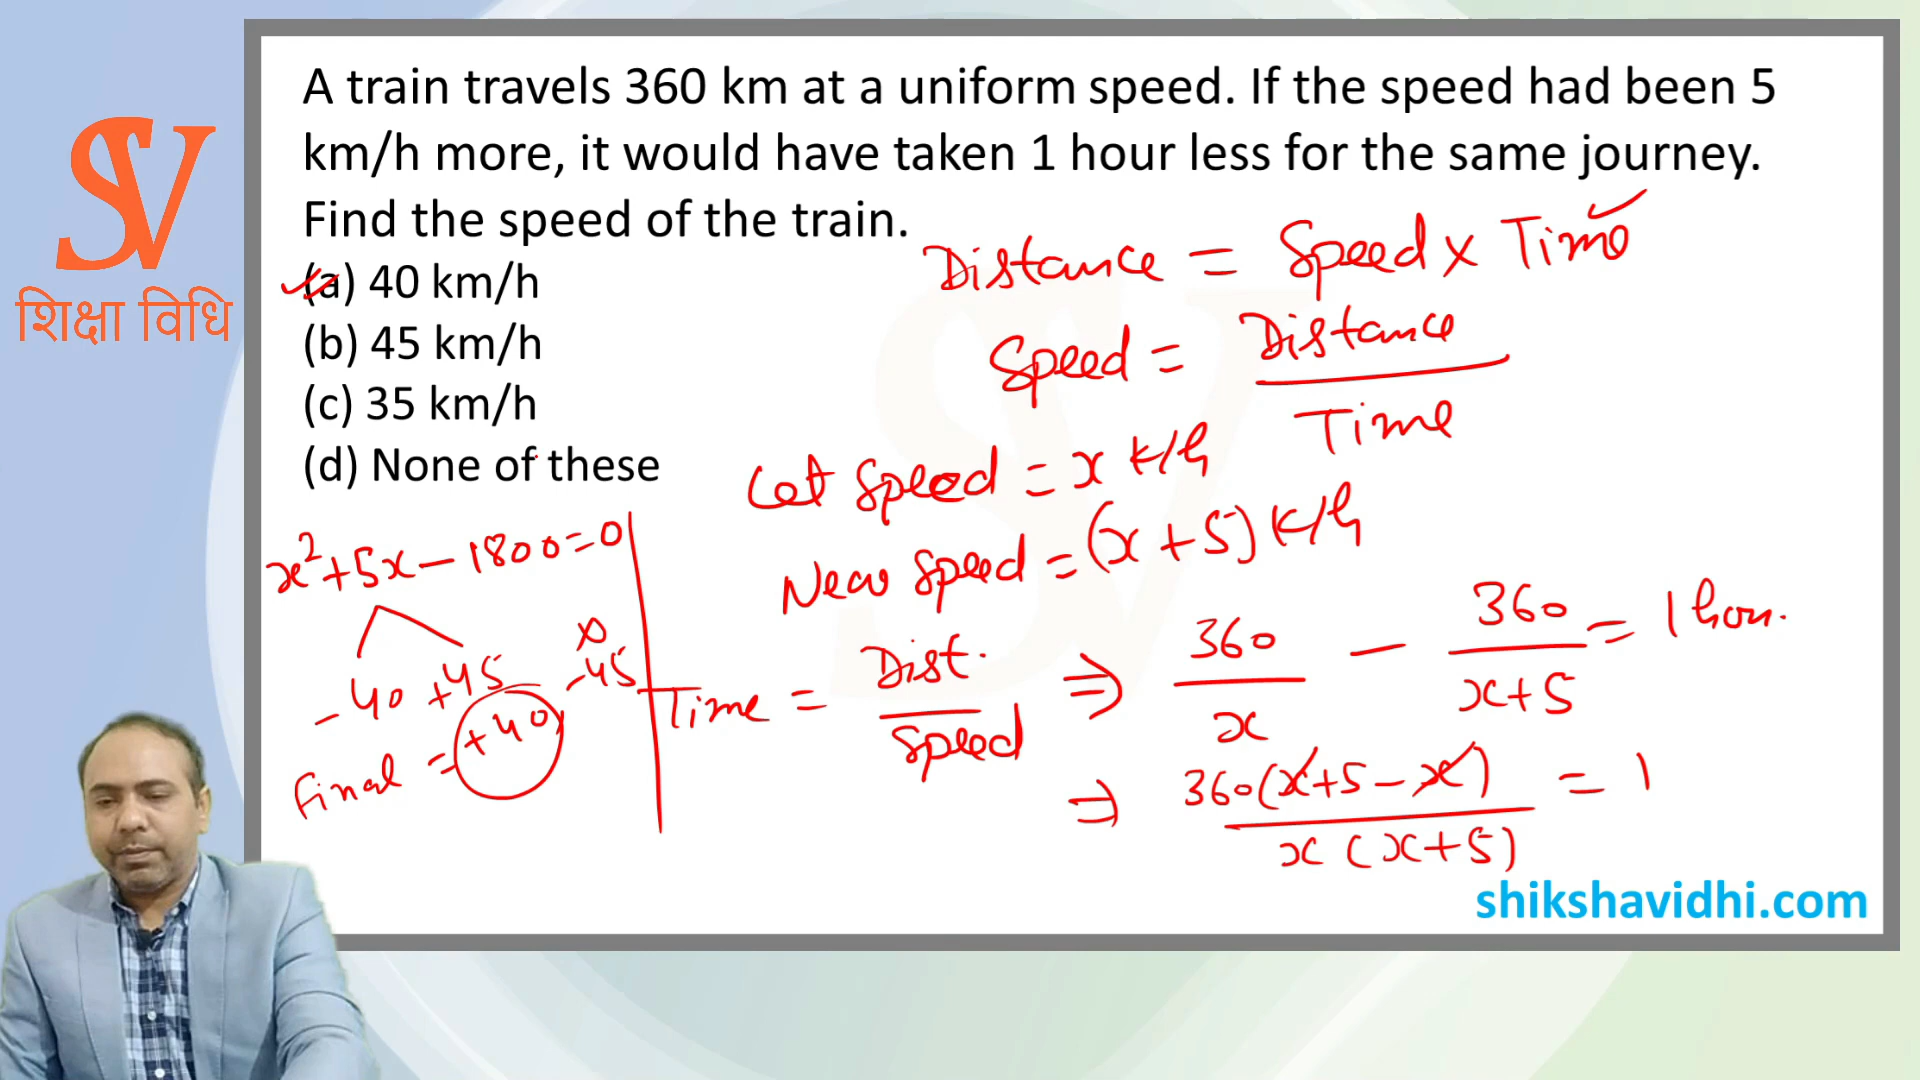 A train travels 360 km at a uniform speed. If the speed had been 5
km/h more, it would have taken 1 hour less for the same journey.
Find the speed of the train.
(a) 40 km/h
(b) 45 km/h
(c) 35 km/h
(d) None of these
SV
शिक्षा विधि
Distance = Speed x Time
Speed = Distance / Time
Let speed = x k/h
New speed = (x + 5) k/h
Time = Dist. / speed ⇒ 360/x - 360/x+5 = 1 hour.
⇒ 360(x+5-x) / x(x+5) = 1
x² + 5x - 1800 = 0
-40 +45
+40, -45
final =
shikshavidhi.com